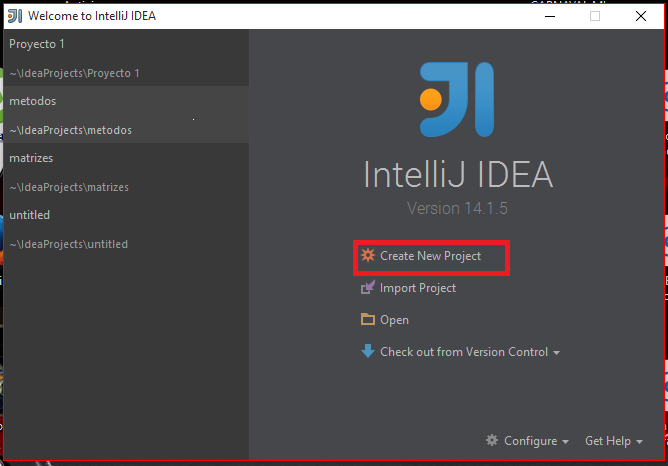 Welcome to IntelliJ IDEA
Proyecto 1
~\IdeaProjects\Proyecto 1
metodos
~\IdeaProjects\metodos
matrizes
~\IdeaProjects\matrizes
untitled
~\IdeaProjects\untitled
IntelliJ IDEA
Version 14.1.5
Create New Project
Import Project
Open
Check out from Version Control
Configure
Get Help